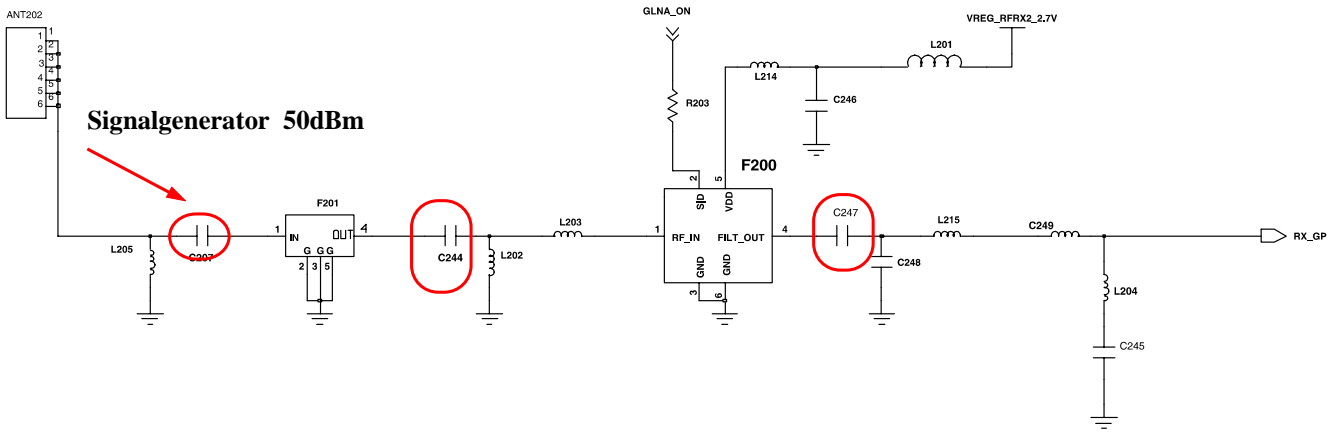 ANT202
GLNA_ON
VREG_RFRX2_2.7V
1 1
2 2
3 3
4 4
5 5
6 6
L201
L214
R203
C246
Signalgenerator 50dBm
F200
2 5
SD VDD
F201
C247
L205
C207
1 IN OUT 4
G G G
2 3 5
C244
L202
L203
1 RF_IN FILT_OUT 4
GND GND
3 6
C248
L215
C249
RX_GP
L204
C245